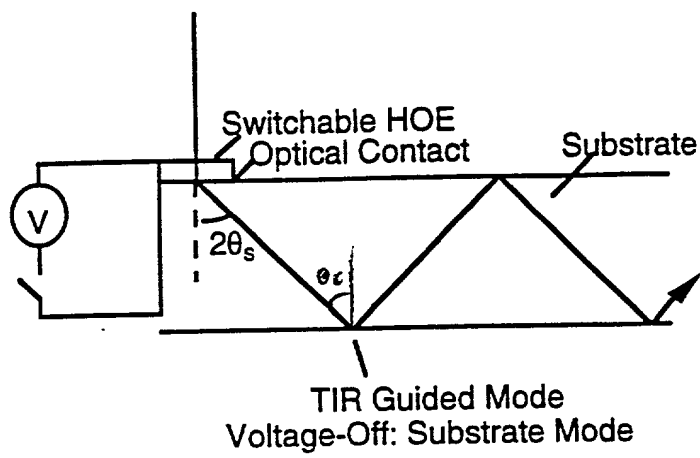 Switchable HOE
Optical Contact
Substrate
V
2θs
θc
TIR Guided Mode
Voltage-Off: Substrate Mode